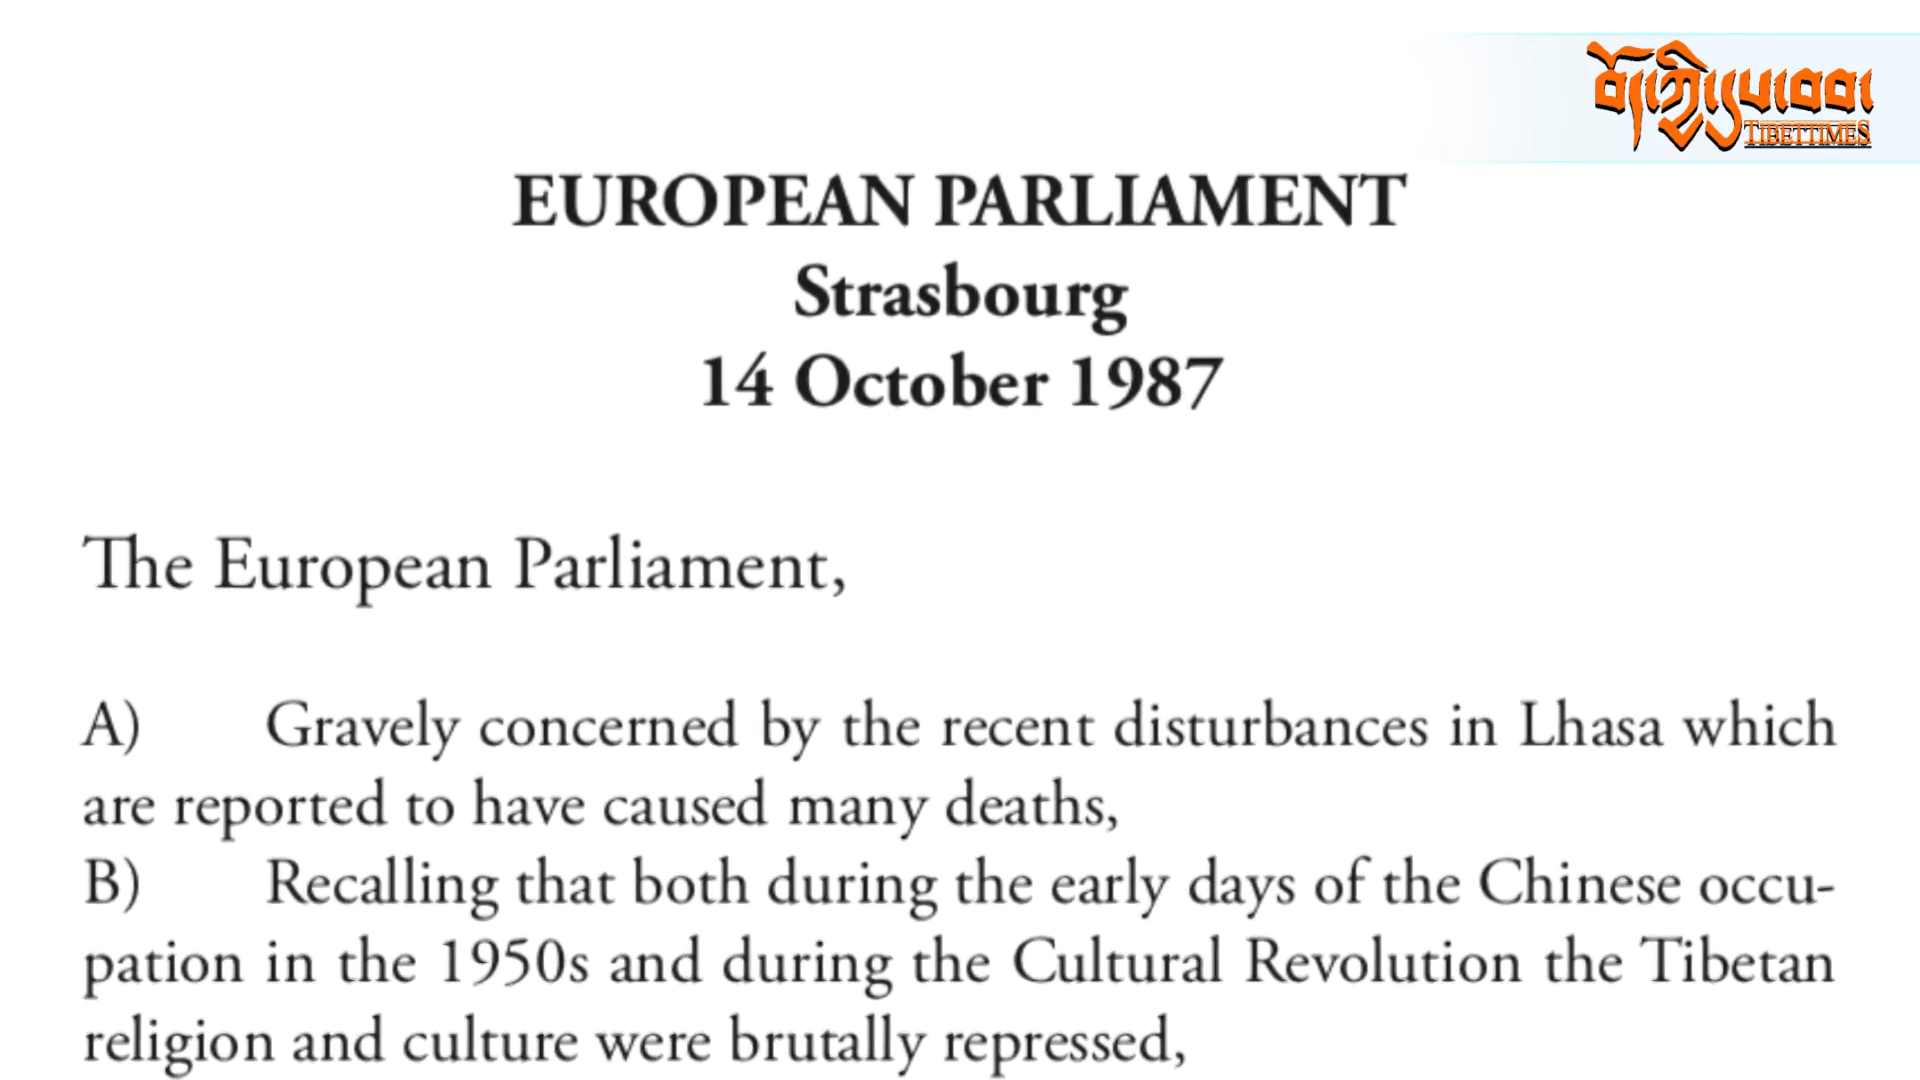 བོད་ཀྱི་དུས་བབ།
TIBETTIMES
EUROPEAN PARLIAMENT
Strasbourg
14 October 1987
The European Parliament,
A) Gravely concerned by the recent disturbances in Lhasa which
are reported to have caused many deaths,
B) Recalling that both during the early days of the Chinese occu-
pation in the 1950s and during the Cultural Revolution the Tibetan
religion and culture were brutally repressed,